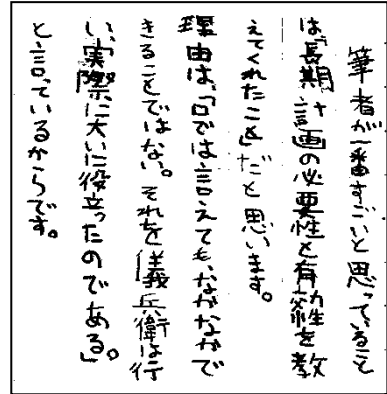 筆者が一番すごいと思っていること
は「長期計画の必要性と有効性を教
えてくれたこと」だと思います。
理由は、「口では言えても、なかなかで
きることではない。それを儀兵衛は行
い、実際に大いに役立ったのである。」
と言っているからです。